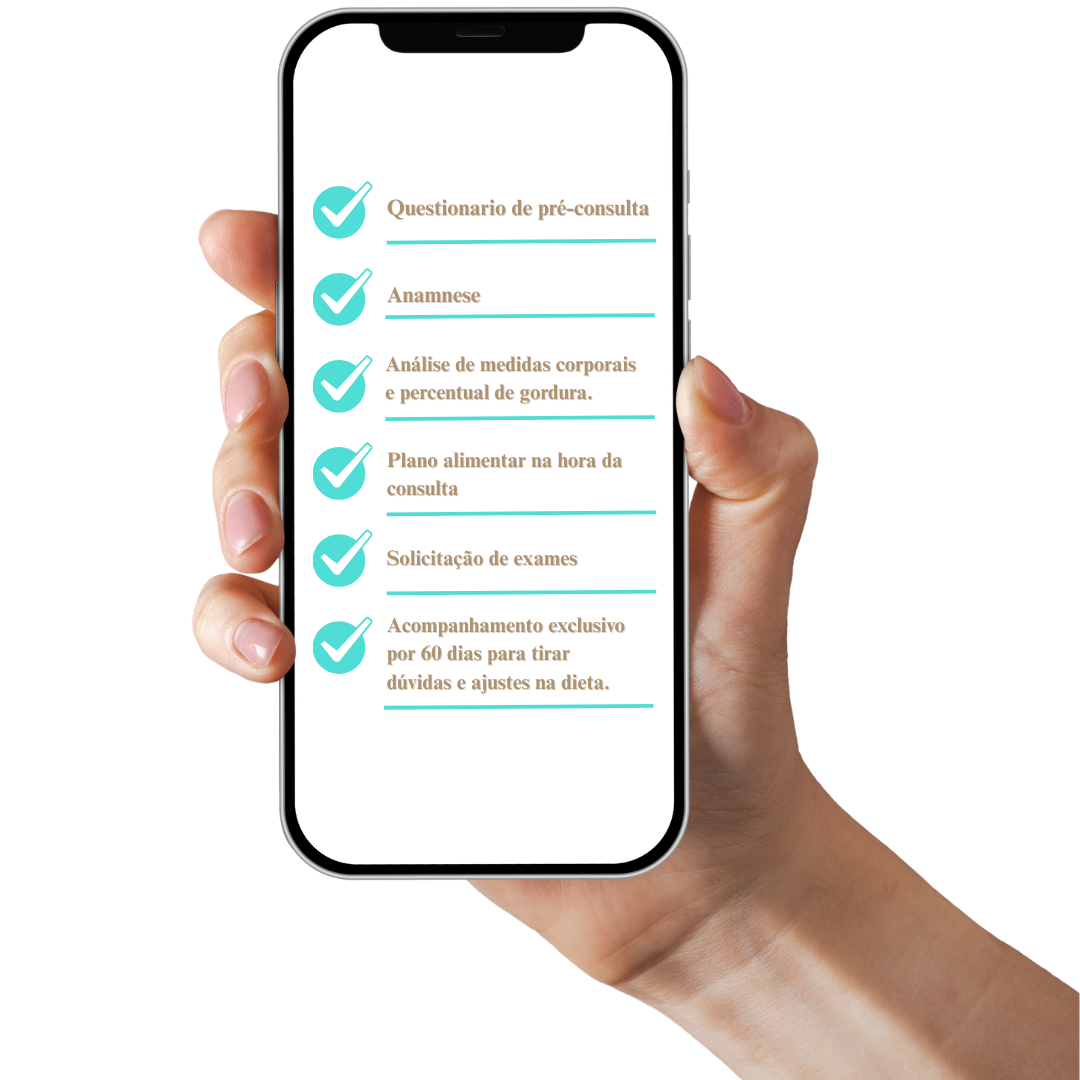 Questionario de pré-consulta
Anamnese
Análise de medidas corporais
e percentual de gordura.
Plano alimentar na hora da
consulta
Solicitação de exames
Acompanhamento exclusivo
por 60 dias para tirar
dúvidas e ajustes na dieta.